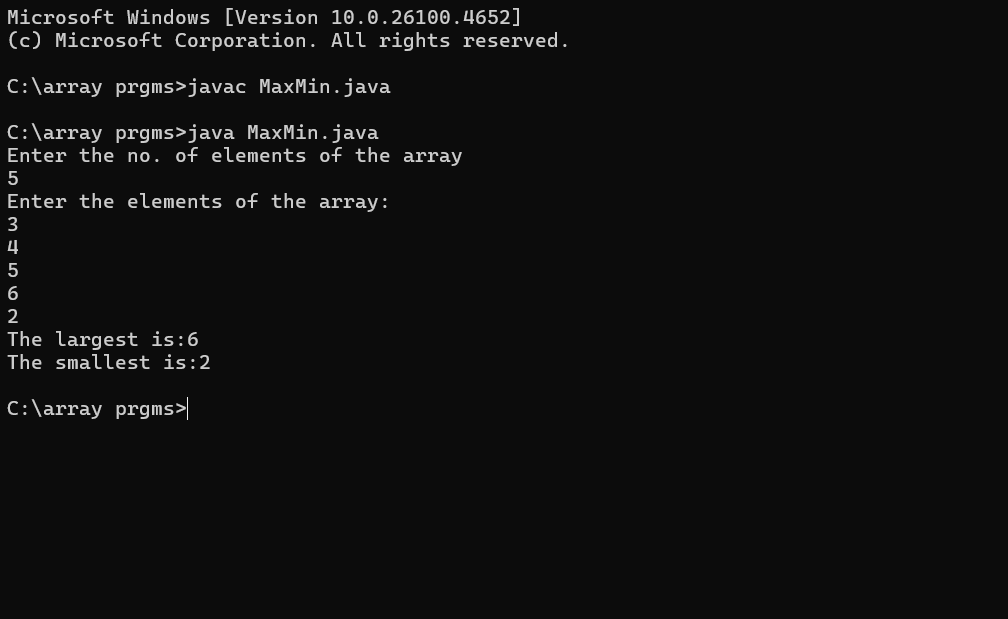 Microsoft Windows [Version 10.0.26100.4652]
(c) Microsoft Corporation. All rights reserved.
C:\array prgms>javac MaxMin.java
C:\array prgms>java MaxMin.java
Enter the no. of elements of the array
5
Enter the elements of the array:
3
4
5
6
2
The largest is:6
The smallest is:2
C:\array prgms>